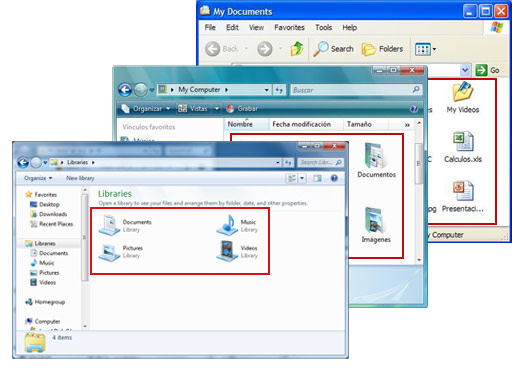 My Documents
File Edit View Favorites Tools Help
Back Search Folders
Go
My Videos
Calculos.xls
Presentaci...
y Computer
My Computer
Buscar
Organizar Vistas Grabar
Vínculos favoritos
Nombre Fecha modificación Tamaño »
Documentos
Imágenes
Libraries
Search Libr...
Organize New library
Favorites
Desktop
Downloads
Recent Places
Libraries
Documents
Music
Pictures
Videos
Homegroup
Computer
Libraries
Open a library to see your files and arrange them by folder, date, and other properties.
Documents
Library
Music
Library
Pictures
Library
Videos
Library
4 items